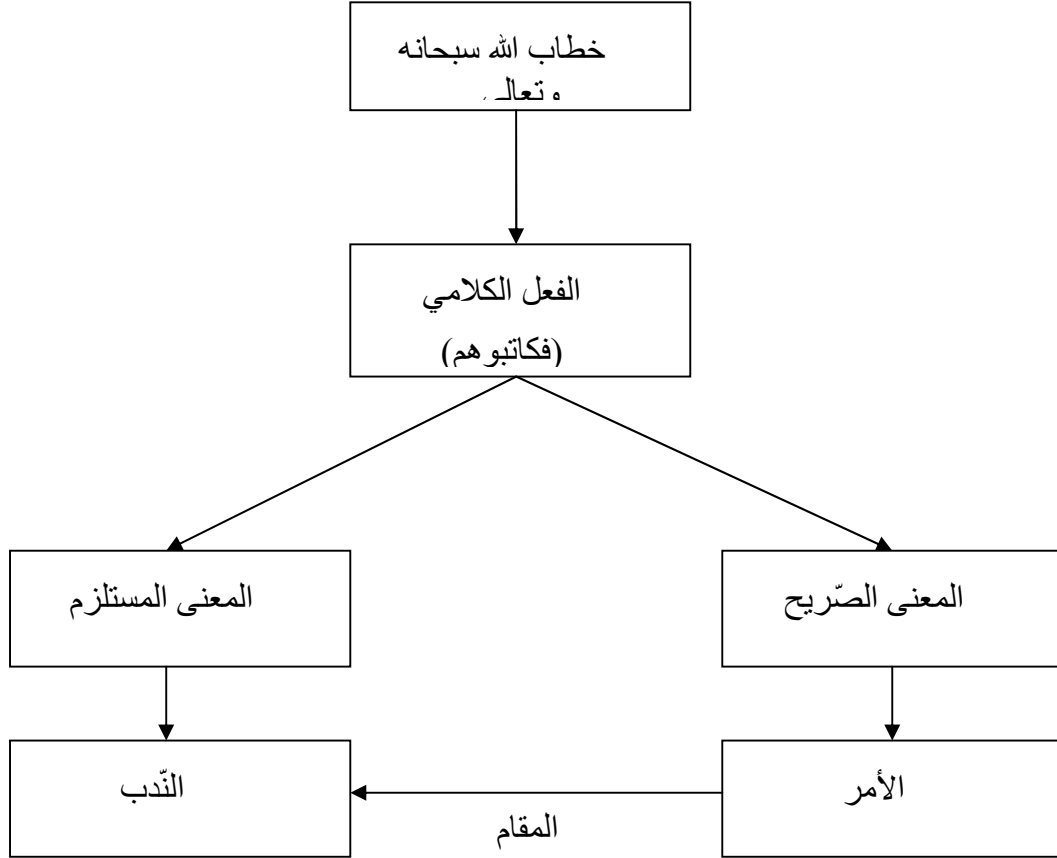 خطاب الله سبحانه
وتعالى
الفعل الكلامي
(فكاتبوهم)
المعنى الصّريح
المعنى المستلزم
الأمر
النّدب
المقام